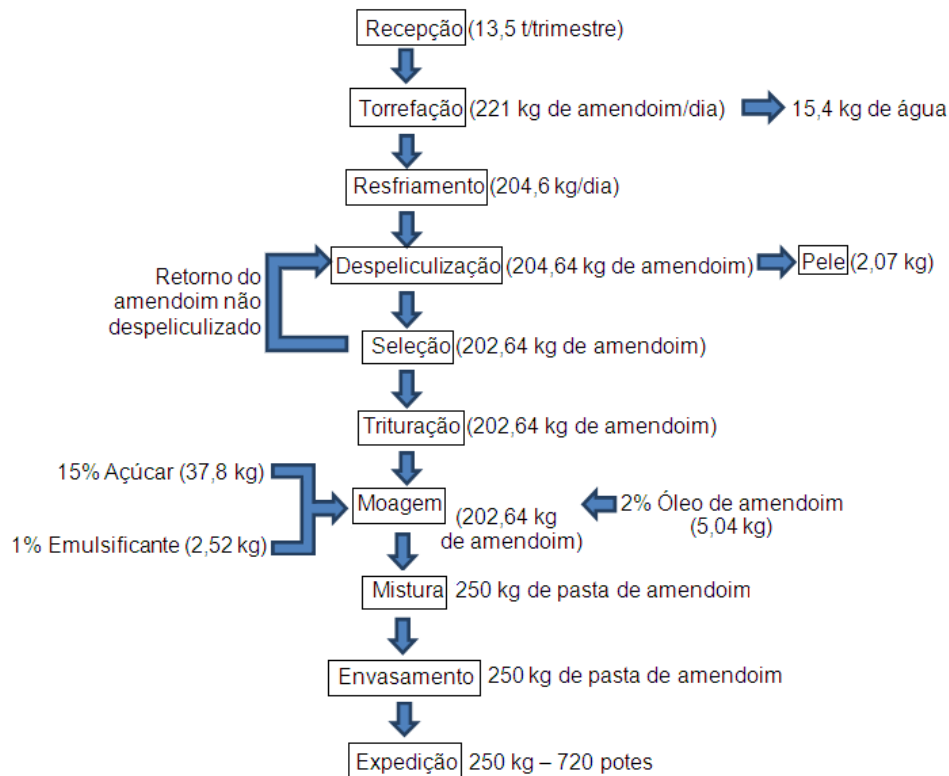 Recepção (13,5 t/trimestre)
Torrefação (221 kg de amendoim/dia)
15,4 kg de água
Resfriamento (204,6 kg/dia)
Despeliculização (204,64 kg de amendoim)
Pele (2,07 kg)
Retorno do
amendoim não
despeliculizado
Seleção (202,64 kg de amendoim)
Trituração (202,64 kg de amendoim)
15% Açúcar (37,8 kg)
1% Emulsificante (2,52 kg)
Moagem
(202,64 kg
de amendoim)
2% Óleo de amendoim
(5,04 kg)
Mistura 250 kg de pasta de amendoim
Envasamento 250 kg de pasta de amendoim
Expedição 250 kg – 720 potes